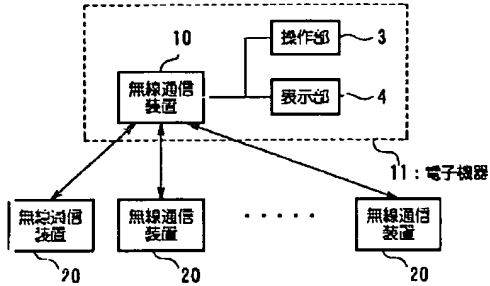 10
操作部
3
無線通信
装置
表示部
4
11：電子機器
無線通信
装置
20
無線通信
装置
20
・・・・・
無線通信
装置
20